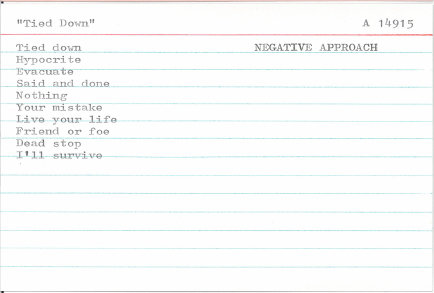 "Tied Down" A 14915
Tied down NEGATIVE APPROACH
Hypocrite
Evacuate
Said and done
Nothing
Your mistake
Live your life
Friend or foe
Dead stop
I'll survive